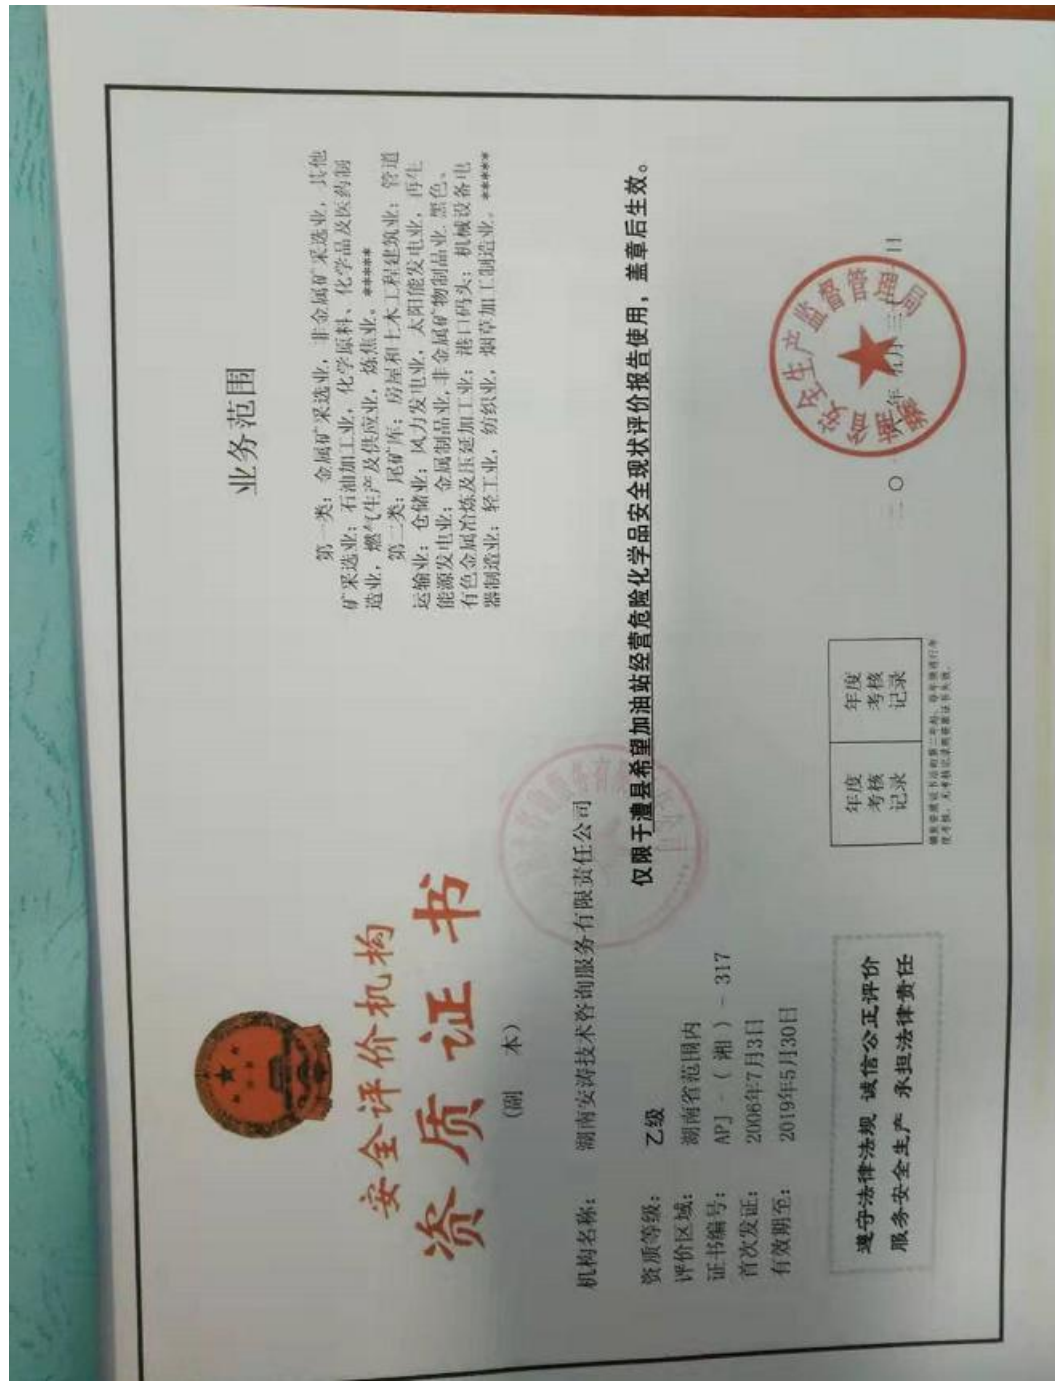 安全评价机构
资质证书
(副 本)
机构名称: 湖南安涛技术咨询服务有限责任公司
资质等级: 乙级
评价区域: 湖南省范围内
证书编号: APJ-(湘)-317
首次发证: 2006年7月3日
有效期至: 2019年5月30日
遵守法律法规 诚信公正评价
服务安全生产 承担法律责任
业务范围
第一类: 金属矿采选业, 非金属矿采选业, 其他
矿采选业; 石油加工业, 化学原料、化学品及医药制
造业, 燃气生产及供应业, 炼焦业。*****
第二类: 尾矿库; 房屋和土木工程建筑业; 管道
运输业; 仓储业; 风力发电业, 太阳能发电业, 再生
能源发电业; 金属制品业, 非金属矿物制品业, 黑色、
有色金属冶炼及压延加工业; 港口码头; 机械设备电
器制造业; 轻工业, 纺织业, 烟草加工制造业。*****
仅限于澧县希望加油站经营危险化学品安全现状评价报告使用，盖章后生效。
年度
考核
记录
年度
考核
记录
安全生产监督管理局